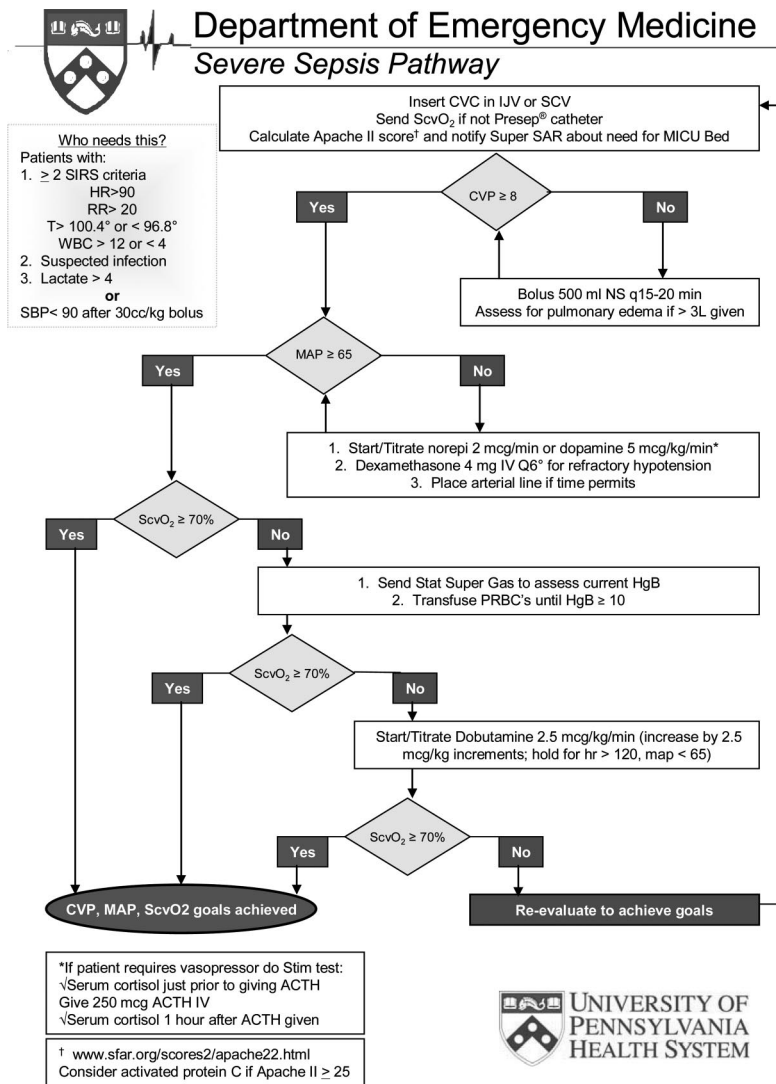 Department of Emergency Medicine
Severe Sepsis Pathway
Insert CVC in IJV or SCV
Send ScvO₂ if not Presep® catheter
Calculate Apache II score† and notify Super SAR about need for MICU Bed
Who needs this?
Patients with:
1. ≥ 2 SIRS criteria
HR>90
RR> 20
T> 100.4° or < 96.8°
WBC > 12 or < 4
2. Suspected infection
3. Lactate > 4
or
SBP< 90 after 30cc/kg bolus
CVP ≥ 8
Yes
No
Bolus 500 ml NS q15-20 min
Assess for pulmonary edema if > 3L given
MAP ≥ 65
Yes
No
1. Start/Titrate norepi 2 mcg/min or dopamine 5 mcg/kg/min*
2. Dexamethasone 4 mg IV Q6° for refractory hypotension
3. Place arterial line if time permits
ScvO₂ ≥ 70%
Yes
No
1. Send Stat Super Gas to assess current HgB
2. Transfuse PRBC's until HgB ≥ 10
ScvO₂ ≥ 70%
Yes
No
Start/Titrate Dobutamine 2.5 mcg/kg/min (increase by 2.5
mcg/kg increments; hold for hr > 120, map < 65)
ScvO₂ ≥ 70%
Yes
No
CVP, MAP, ScvO2 goals achieved
Re-evaluate to achieve goals
*If patient requires vasopressor do Stim test:
√Serum cortisol just prior to giving ACTH
Give 250 mcg ACTH IV
√Serum cortisol 1 hour after ACTH given
† www.sfar.org/scores2/apache22.html
Consider activated protein C if Apache II ≥ 25
UNIVERSITY OF
PENNSYLVANIA
HEALTH SYSTEM